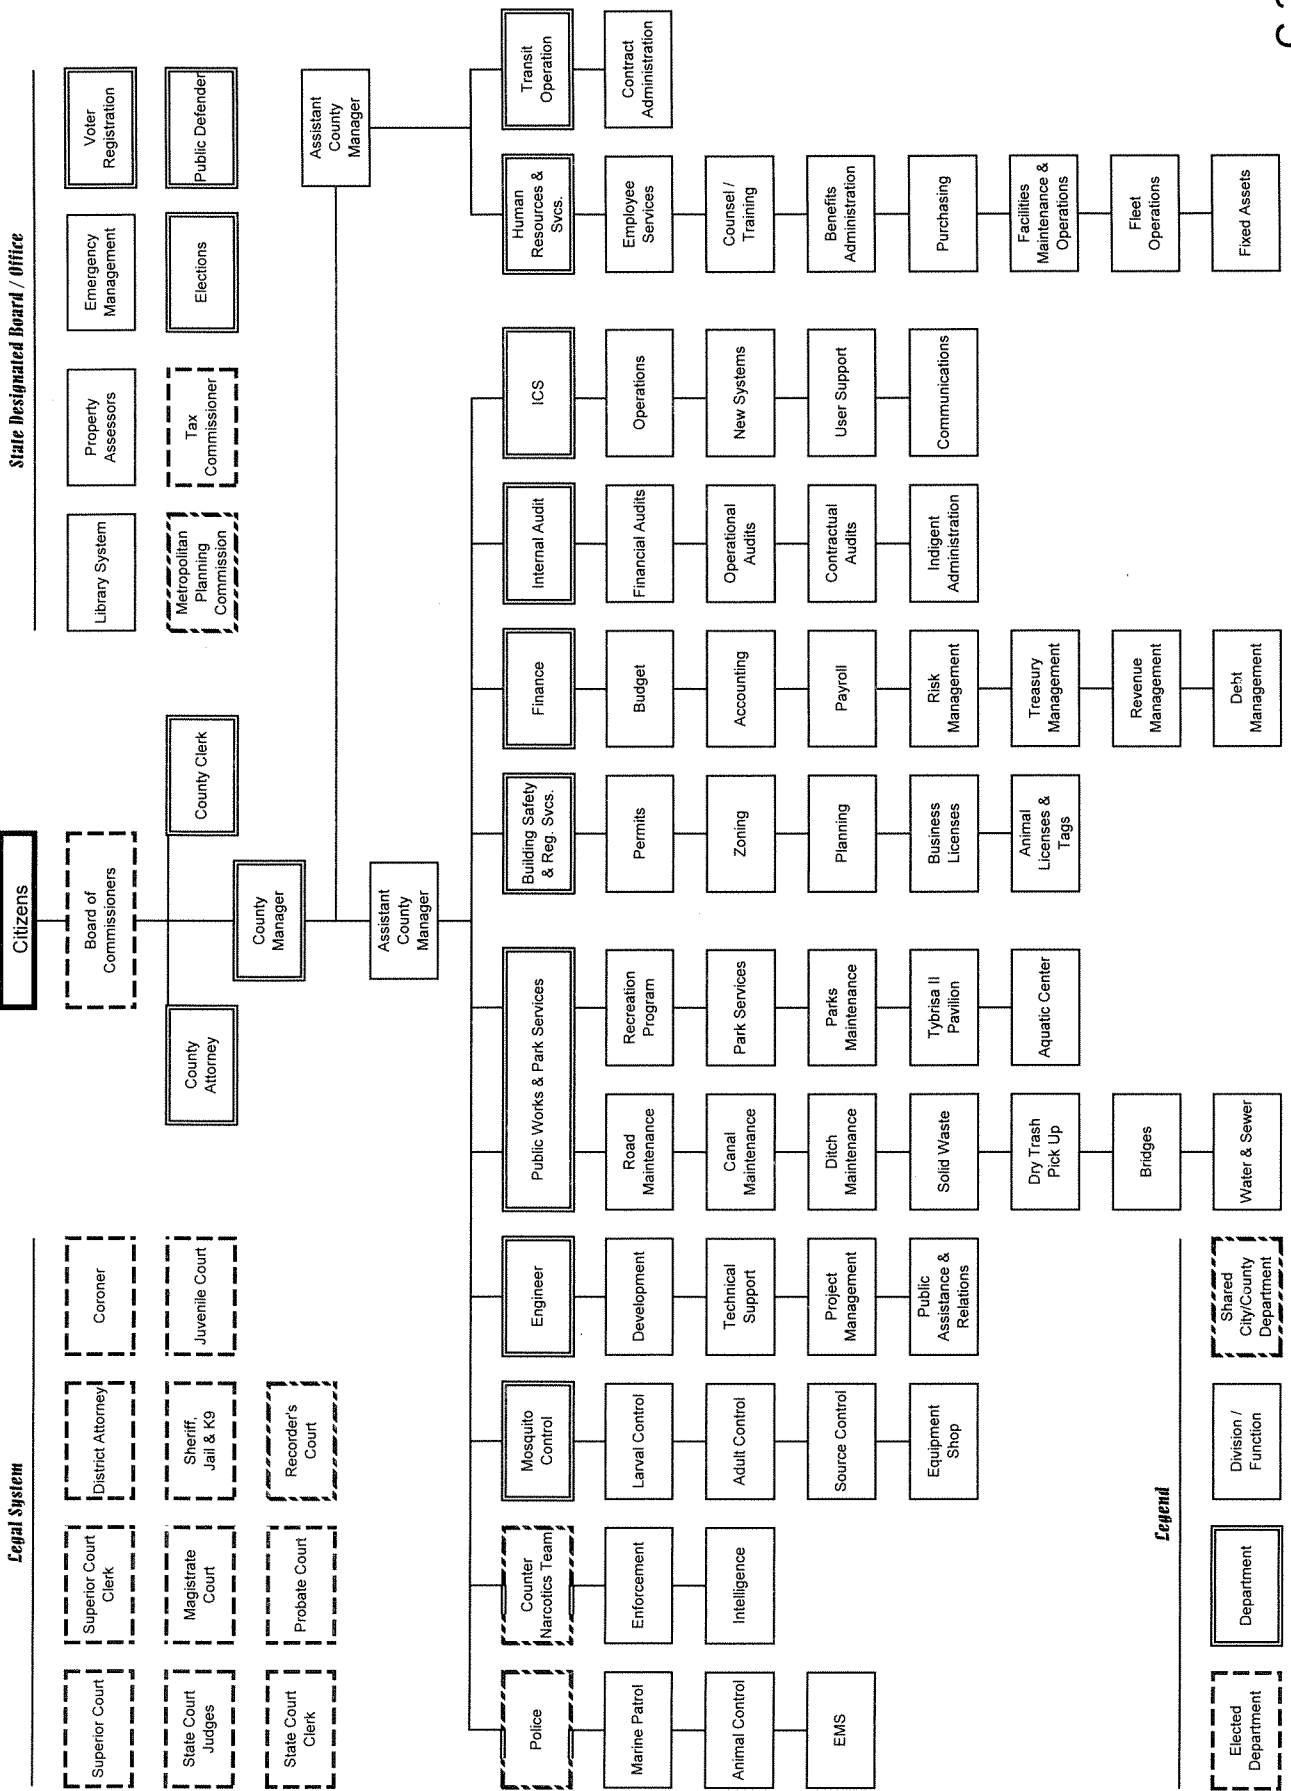 Citizens
Legal System
State Designated Board / Office
Superior Court
Superior Court
Clerk
District Attorney
Coroner
State Court
Judges
Magistrate
Court
Sheriff,
Jail & K9
Juvenile Court
State Court
Clerk
Probate Court
Recorder's
Court
Board of
Commissioners
County
Attorney
County Clerk
County
Manager
Library System
Property
Assessors
Emergency
Management
Voter
Registration
Metropolitan
Planning
Commission
Tax
Commissioner
Elections
Public Defender
Assistant
County
Manager
Assistant
County
Manager
Police
Marine Patrol
Animal Control
EMS
Counter
Narcotics Team
Enforcement
Intelligence
Mosquito
Control
Larval Control
Adult Control
Source Control
Equipment
Shop
Engineer
Development
Technical
Support
Project
Management
Public
Assistance &
Relations
Public Works & Park Services
Road
Maintenance
Canal
Maintenance
Ditch
Maintenance
Solid Waste
Dry Trash
Pick Up
Bridges
Water & Sewer
Recreation
Program
Park Services
Parks
Maintenance
Tybrisa II
Pavilion
Aquatic Center
Building Safety
& Reg. Svcs.
Permits
Zoning
Planning
Business
Licenses
Animal
Licenses &
Tags
Finance
Budget
Accounting
Payroll
Risk
Management
Treasury
Management
Revenue
Management
Debt
Management
Internal Audit
Financial Audits
Operational
Audits
Contractual
Audits
Indigent
Administration
ICS
Operations
New Systems
User Support
Communications
Human
Resources &
Svcs.
Employee
Services
Counsel /
Training
Benefits
Administration
Purchasing
Facilities
Maintenance &
Operations
Fleet
Operations
Fixed Assets
Transit
Operation
Contract
Administration
Legend
Elected
Department
Department
Division /
Function
Shared
City/County
Department